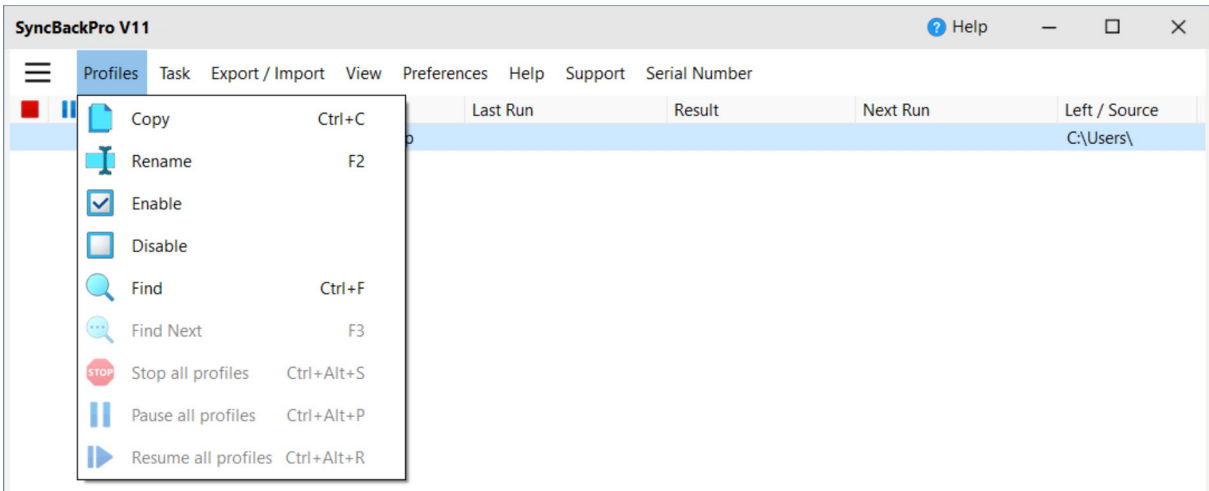 SyncBackPro V11 Help
Profiles Task Export / Import View Preferences Help Support Serial Number
Last Run Result Next Run Left / Source
C:\Users\
Copy Ctrl+C
Rename F2
Enable
Disable
Find Ctrl+F
Find Next F3
STOP Stop all profiles Ctrl+Alt+S
Pause all profiles Ctrl+Alt+P
Resume all profiles Ctrl+Alt+R